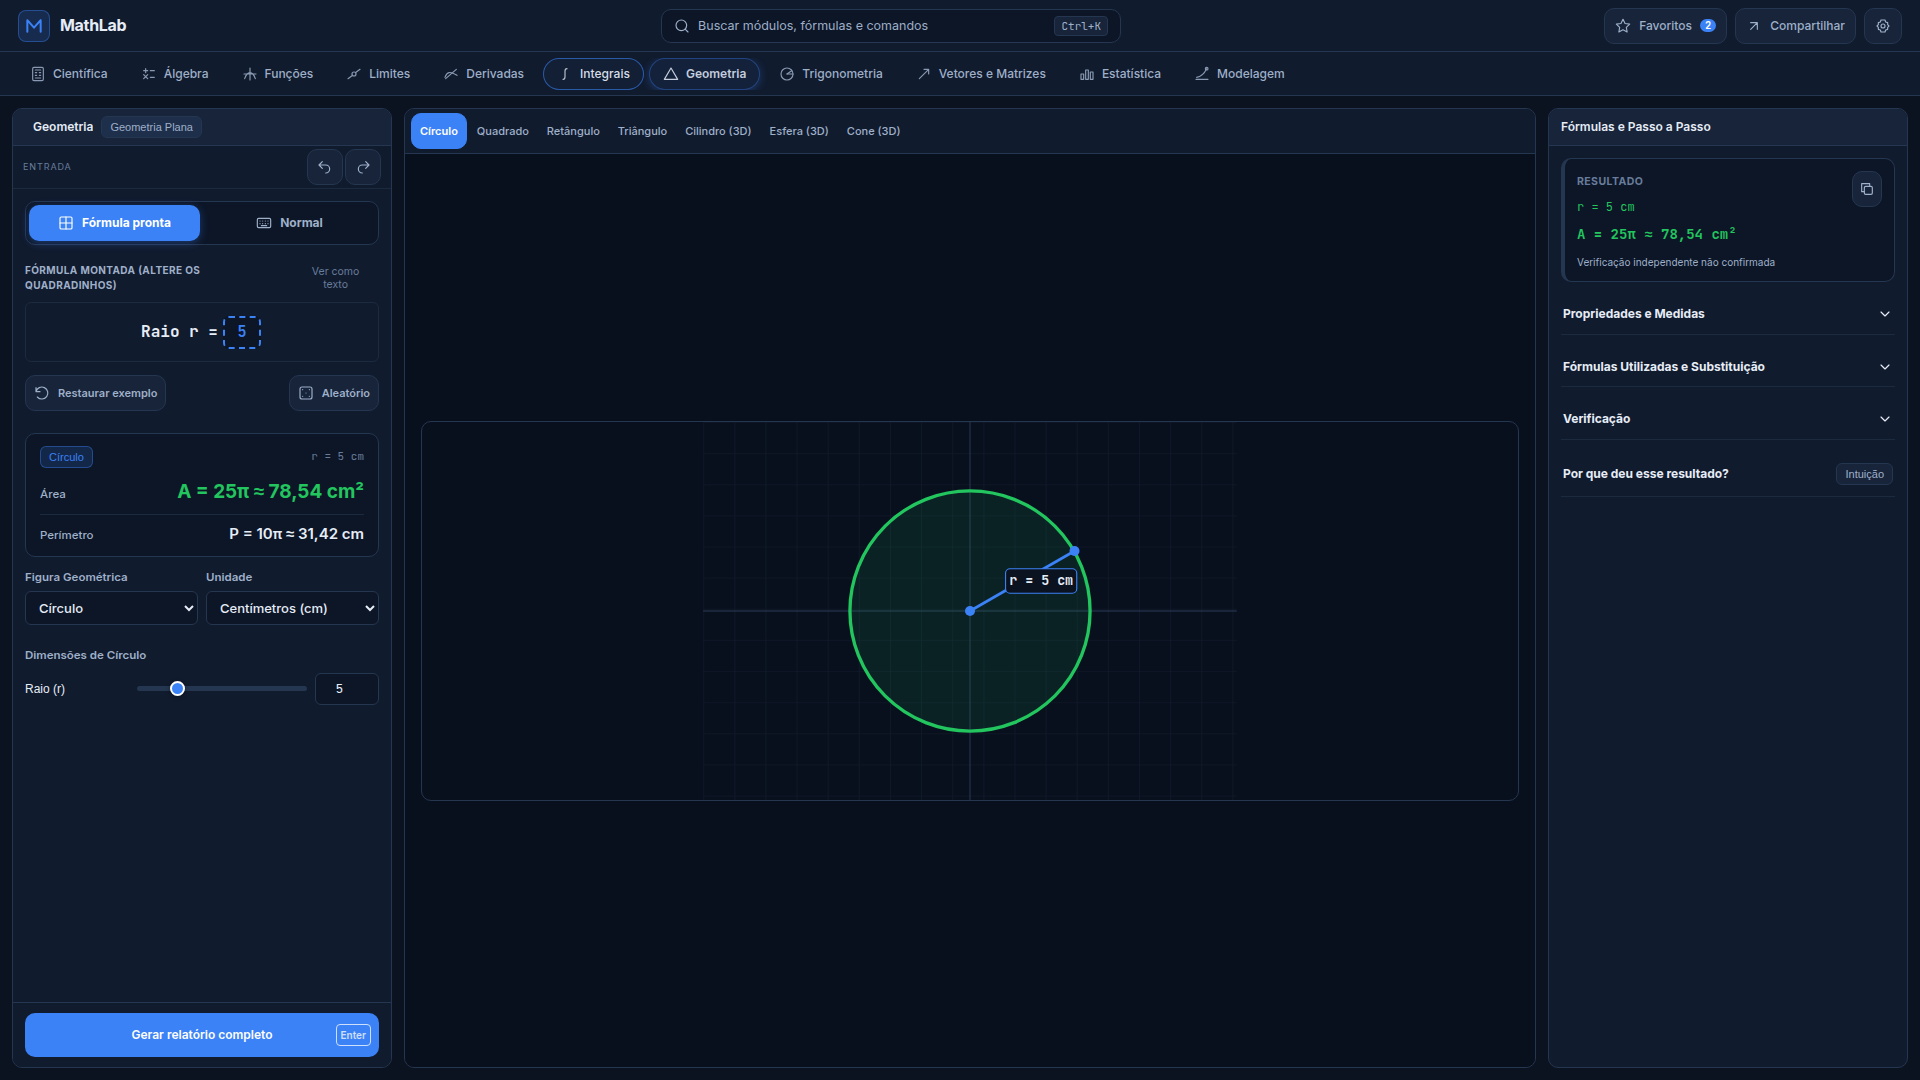 MathLab
Buscar módulos, fórmulas e comandos
Ctrl+K
Favoritos 2
Compartilhar
Científica
Álgebra
Funções
Limites
Derivadas
Integrais
Geometria
Trigonometria
Vetores e Matrizes
Estatística
Modelagem
Geometria
Geometria Plana
ENTRADA
Fórmula pronta
Normal
FÓRMULA MONTADA (ALTERE OS
QUADRADINHOS)
Ver como
texto
Raio r = 5
Restaurar exemplo
Aleatório
Círculo
r = 5 cm
Área
A = 25π ≈ 78,54 cm²
Perímetro
P = 10π ≈ 31,42 cm
Figura Geométrica
Unidade
Círculo
Centímetros (cm)
Dimensões de Círculo
Raio (r)
5
Gerar relatório completo
Enter
Círculo
Quadrado
Retângulo
Triângulo
Cilindro (3D)
Esfera (3D)
Cone (3D)
r = 5 cm
Fórmulas e Passo a Passo
RESULTADO
r = 5 cm
A = 25π ≈ 78,54 cm²
Verificação independente não confirmada
Propriedades e Medidas
Fórmulas Utilizadas e Substituição
Verificação
Por que deu esse resultado?
Intuição